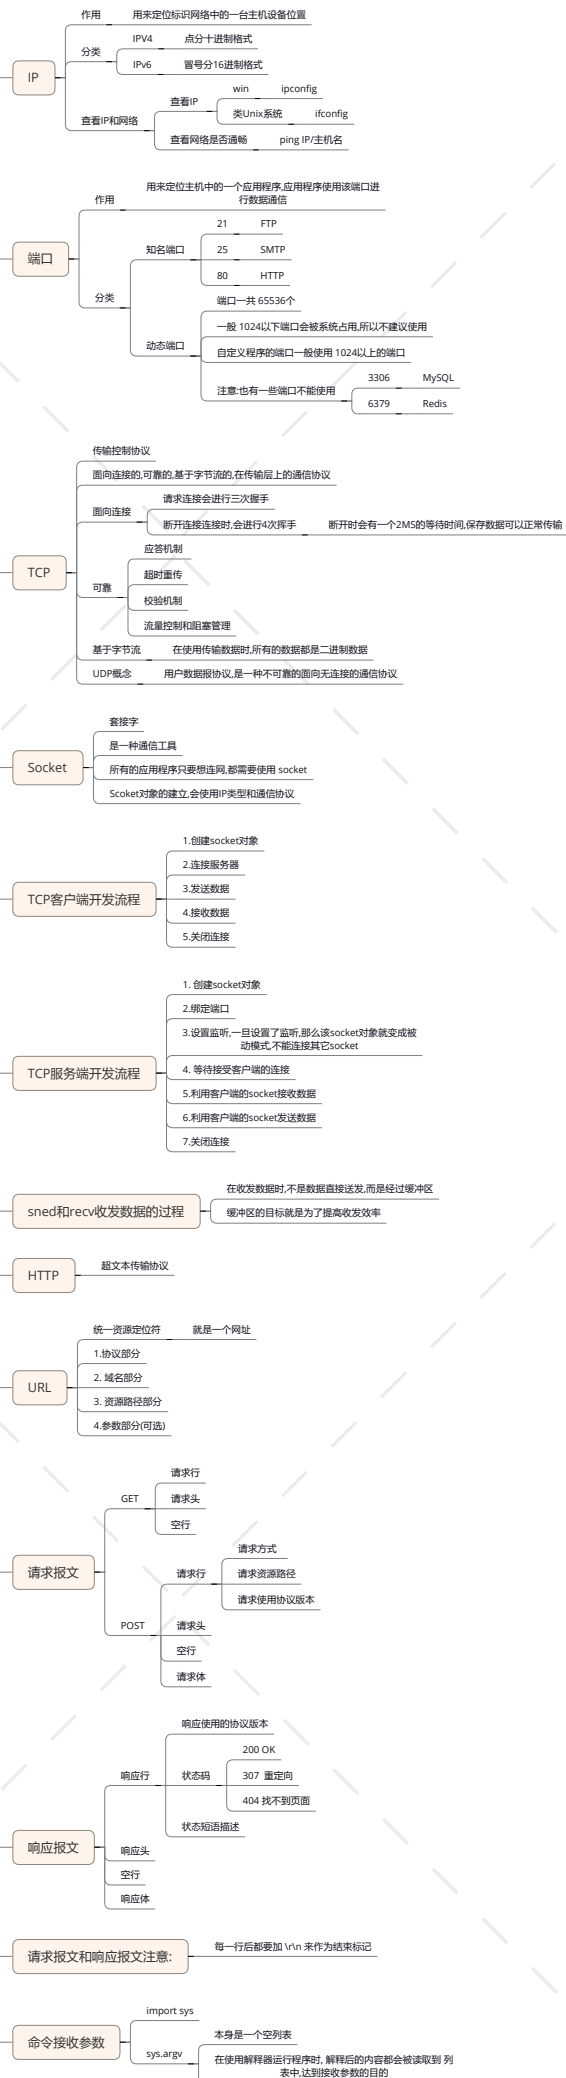 IP
作用
用来定位标识网络中的一台主机设备位置
分类
IPV4
点分十进制格式
IPv6
冒号分16进制格式
查看IP和网络
查看IP
win
ipconfig
类Unix系统
ifconfig
查看网络是否通畅
ping IP/主机名
端口
作用
用来定位主机中的一个应用程序,应用程序使用该端口进
行数据通信
分类
知名端口
21
FTP
25
SMTP
80
HTTP
动态端口
端口一共 65536个
一般 1024以下端口会被系统占用,所以不建议使用
自定义程序的端口一般使用 1024以上的端口
注意:也有一些端口不能使用
3306
MySQL
6379
Redis
TCP
传输控制协议
面向连接的,可靠的,基于字节流的,在传输层上的通信协议
面向连接
请求连接会进行三次握手
断开连接连接时,会进行4次挥手
断开时会有一个2MS的等待时间,保存数据可以正常传输
可靠
应答机制
超时重传
校验机制
流量控制和阻塞管理
基于字节流
在使用传输数据时,所有的数据都是二进制数据
UDP概念
用户数据报协议,是一种不可靠的面向无连接的通信协议
Socket
套接字
是一种通信工具
所有的应用程序只要想连网,都需要使用 socket
Scoket对象的建立,会使用IP类型和通信协议
TCP客户端开发流程
1.创建socket对象
2.连接服务器
3.发送数据
4.接收数据
5.关闭连接
TCP服务端开发流程
1. 创建socket对象
2.绑定端口
3.设置监听,一旦设置了监听,那么该socket对象就变成被
动模式,不能连接其它socket
4. 等待接受客户端的连接
5.利用客户端的socket接收数据
6.利用客户端的socket发送数据
7.关闭连接
sned和recv收发数据的过程
在收发数据时,不是数据直接送发,而是经过缓冲区
缓冲区的目标就是为了提高收发效率
HTTP
超文本传输协议
URL
统一资源定位符
就是一个网址
1.协议部分
2. 域名部分
3. 资源路径部分
4.参数部分(可选)
请求报文
GET
请求行
请求头
空行
POST
请求行
请求方式
请求资源路径
请求使用协议版本
请求头
空行
请求体
响应报文
响应行
响应使用的协议版本
状态码
200 OK
307 重定向
404 找不到页面
状态短语描述
响应头
空行
响应体
请求报文和响应报文注意:
每一行后都要加 \r\n 来作为结束标记
命令接收参数
import sys
sys.argv
本身是一个空列表
在使用解释器运行程序时, 解释后的内容都会被读取到 列
表中,达到接收参数的目的